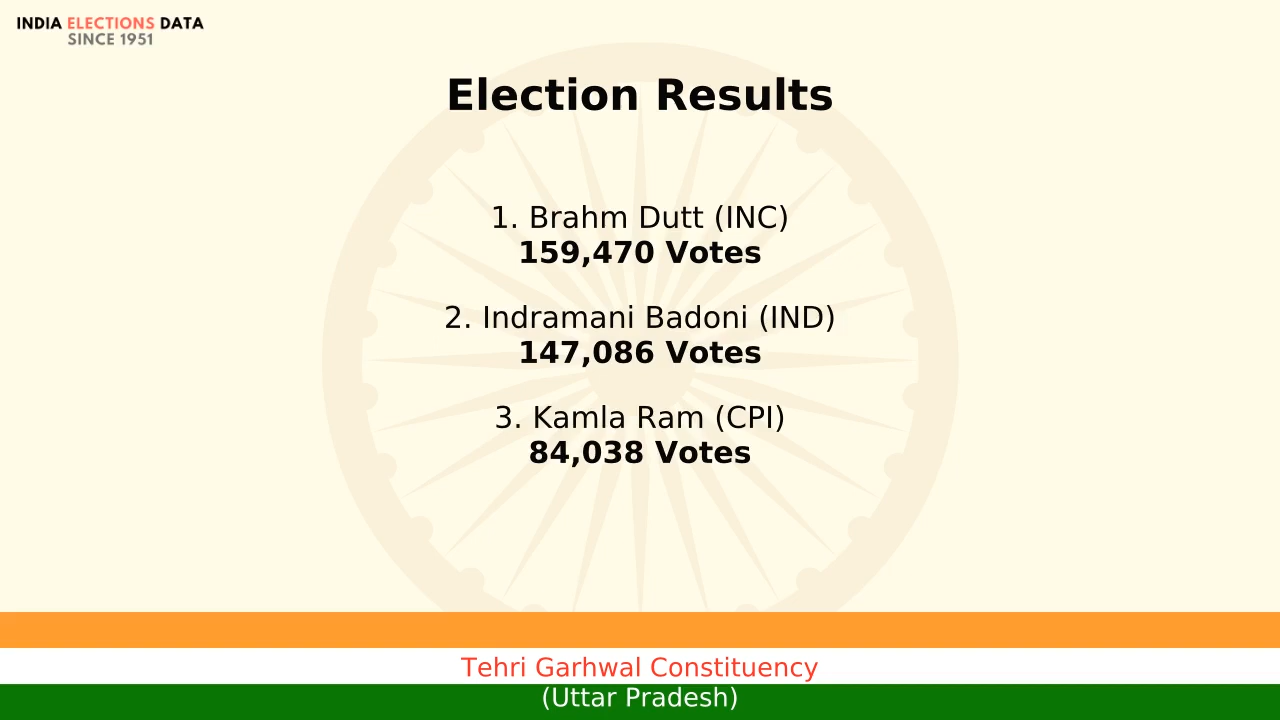 INDIA ELECTIONS DATA
SINCE 1951
Election Results
1. Brahm Dutt (INC)
159,470 Votes
2. Indramani Badoni (IND)
147,086 Votes
3. Kamla Ram (CPI)
84,038 Votes
Tehri Garhwal Constituency
(Uttar Pradesh)